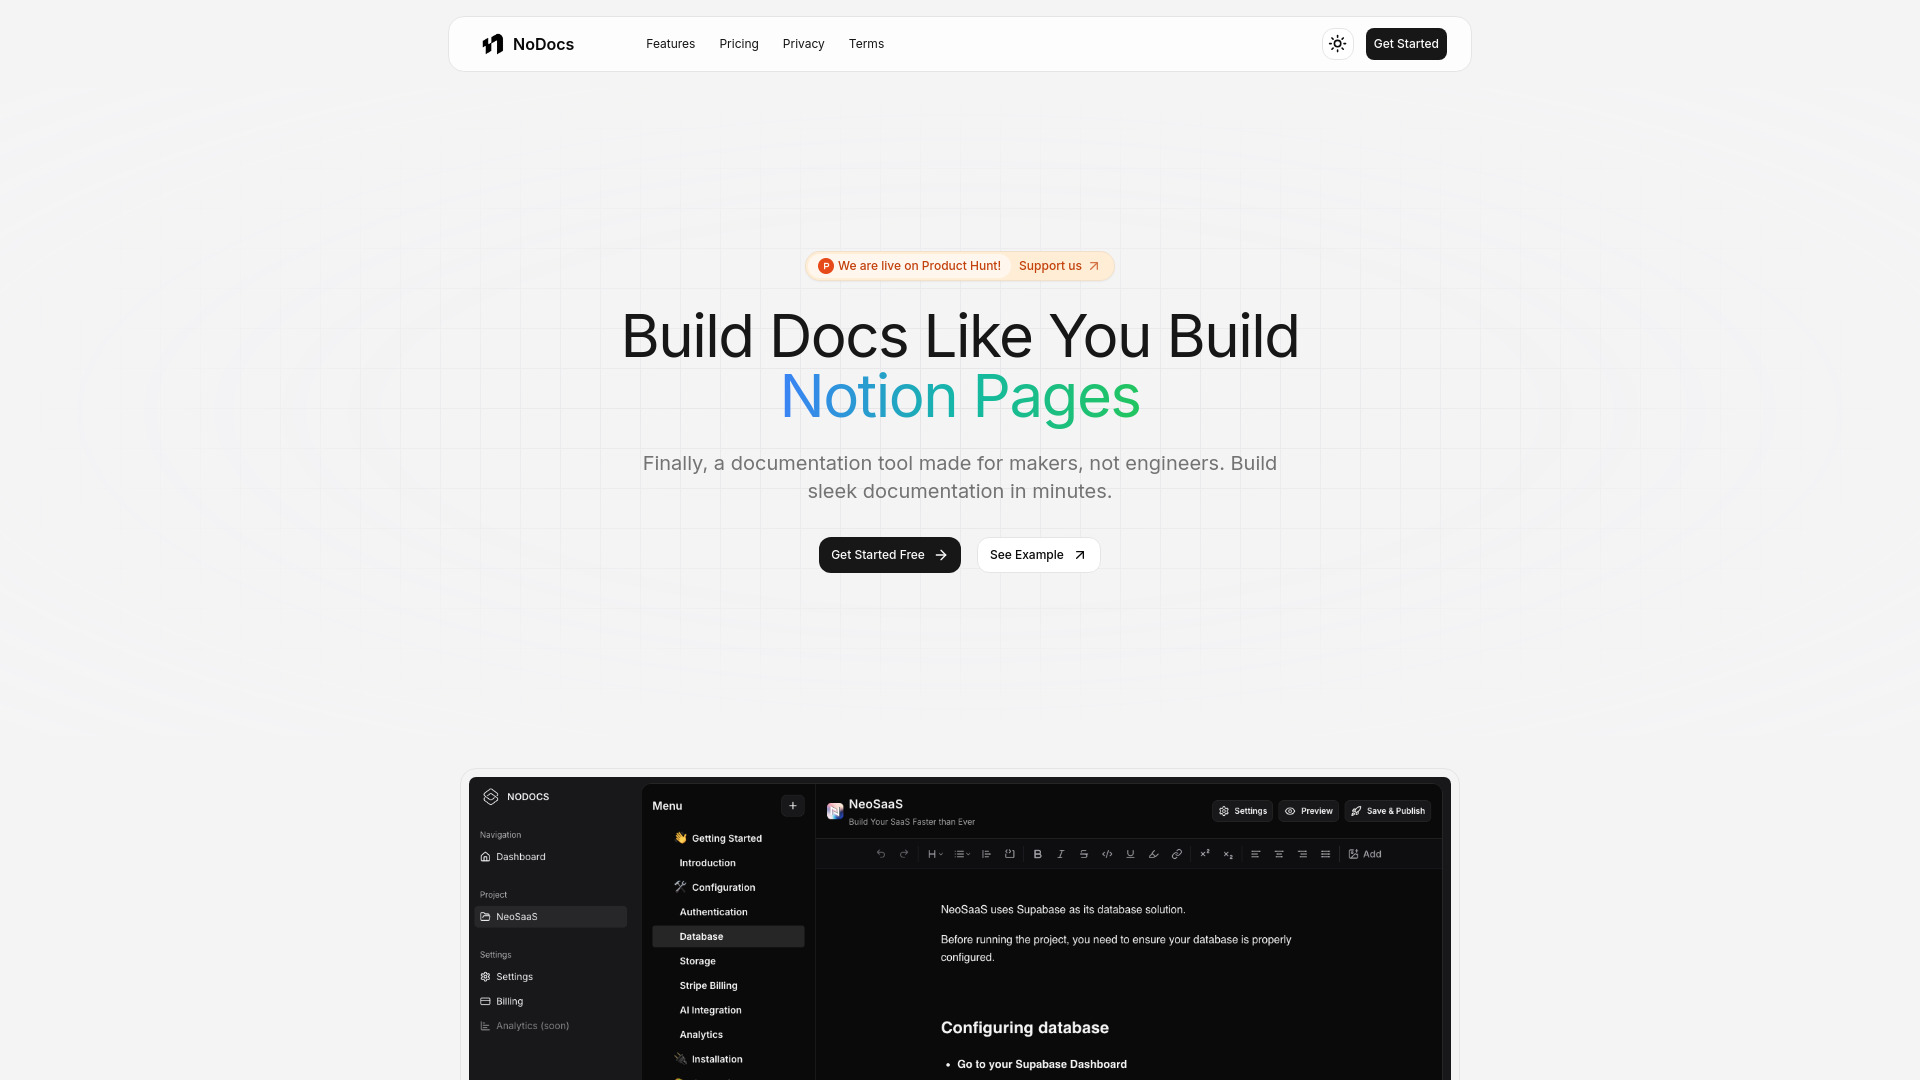 NoDocs
Features
Pricing
Privacy
Terms
Get Started
P We are live on Product Hunt! Support us
Build Docs Like You Build
Notion Pages
Finally, a documentation tool made for makers, not engineers. Build
sleek documentation in minutes.
Get Started Free
See Example
NODOCS
Navigation
Dashboard
Project
NeoSaaS
Settings
Settings
Billing
Analytics (soon)
Menu
Getting Started
Introduction
Configuration
Authentication
Database
Storage
Stripe Billing
AI Integration
Analytics
Installation
NeoSaaS
Build Your SaaS Faster than Ever
Settings
Preview
Save & Publish
Add
NeoSaaS uses Supabase as its database solution.
Before running the project, you need to ensure your database is properly
configured.
Configuring database
• Go to your Supabase Dashboard